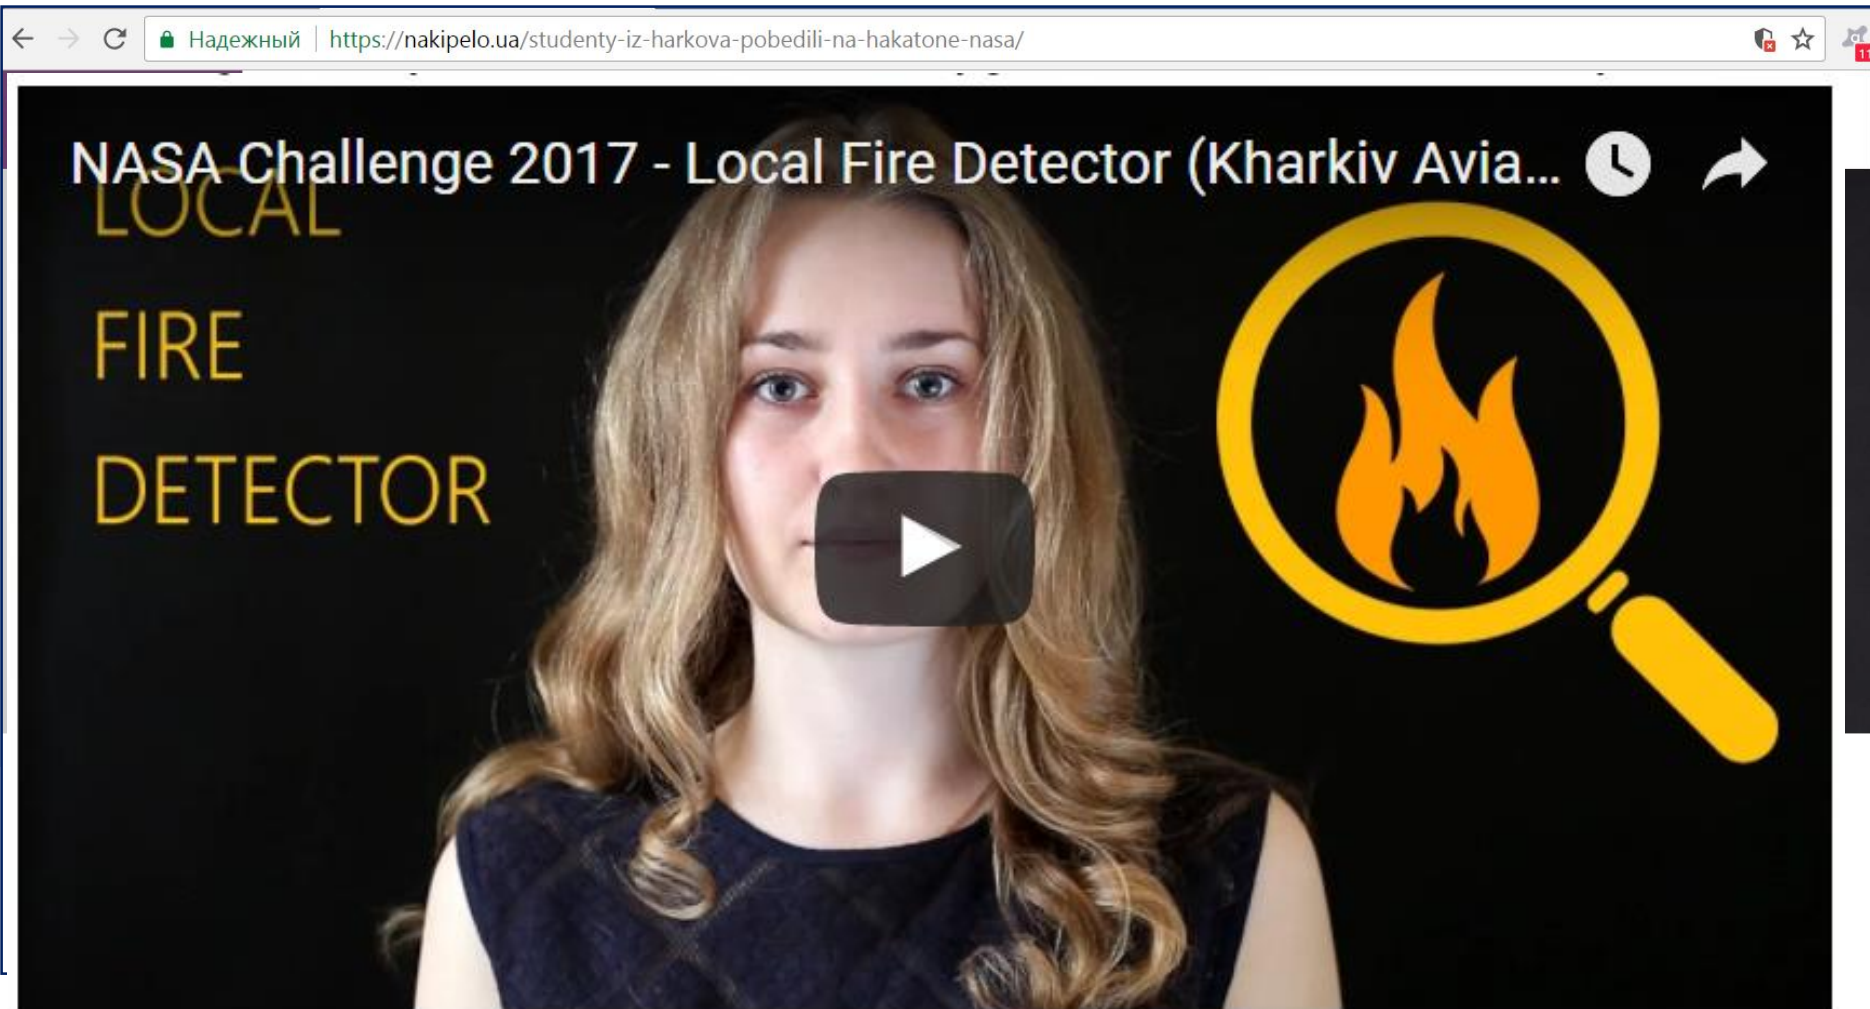 Надежный https://nakipelo.ua/studenty-iz-harkova-pobedili-na-hakatone-nasa/
NASA Challenge 2017 - Local Fire Detector (Kharkiv Avia...
LOCAL
FIRE
DETECTOR